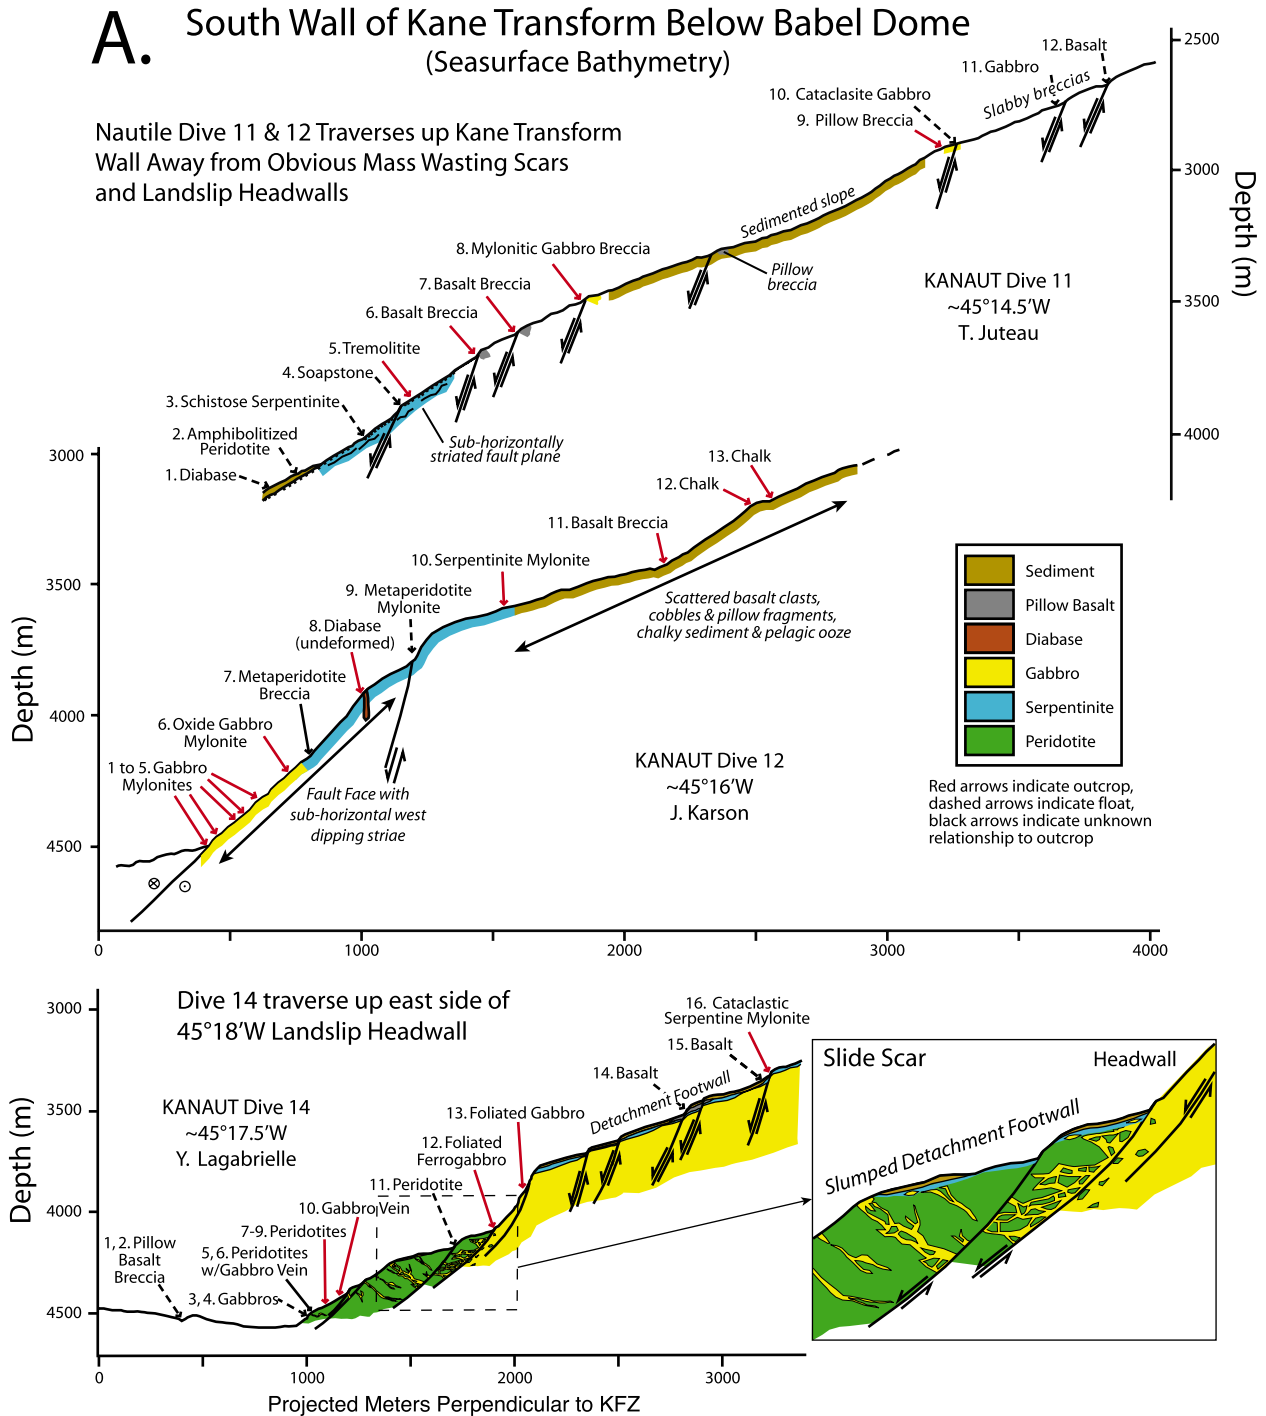 A.
South Wall of Kane Transform Below Babel Dome
(Seasurface Bathymetry)
Nautile Dive 11 & 12 Traverses up Kane Transform
Wall Away from Obvious Mass Wasting Scars
and Landslip Headwalls
2500
3000
3500
4000
Depth (m)
12. Basalt
11. Gabbro
Slabby breccias
10. Cataclasite Gabbro
9. Pillow Breccia
Sedimented slope
Pillow
breccia
8. Mylonitic Gabbro Breccia
7. Basalt Breccia
6. Basalt Breccia
5. Tremolitite
4. Soapstone
3. Schistose Serpentinite
2. Amphibolitized
Peridotite
1. Diabase
Sub-horizontally
striated fault plane
KANAUT Dive 11
~45°14.5’W
T. Juteau
3000
3500
4000
4500
Depth (m)
13. Chalk
12. Chalk
11. Basalt Breccia
10. Serpentinite Mylonite
9. Metaperidotite
Mylonite
8. Diabase
(undeformed)
7. Metaperidotite
Breccia
6. Oxide Gabbro
Mylonite
1 to 5. Gabbro
Mylonites
Scattered basalt clasts,
cobbles & pillow fragments,
chalky sediment & pelagic ooze
Fault Face with
sub-horizontal west
dipping striae
KANAUT Dive 12
~45°16’W
J. Karson
Sediment
Pillow Basalt
Diabase
Gabbro
Serpentinite
Peridotite
Red arrows indicate outcrop,
dashed arrows indicate float,
black arrows indicate unknown
relationship to outcrop
0
1000
2000
3000
4000
Dive 14 traverse up east side of
45°18’W Landslip Headwall
KANAUT Dive 14
~45°17.5’W
Y. Lagabrielle
3000
3500
4000
4500
Depth (m)
16. Cataclastic
Serpentine Mylonite
15. Basalt
14. Basalt
Detachment Footwall
13. Foliated Gabbro
12. Foliated
Ferrogabbro
11. Peridotite
10. Gabbro Vein
7-9. Peridotites
5, 6. Peridotites
w/Gabbro Vein
3, 4. Gabbros
1, 2. Pillow
Basalt
Breccia
Slide Scar
Headwall
Slumped Detachment Footwall
0
1000
2000
3000
Projected Meters Perpendicular to KFZ